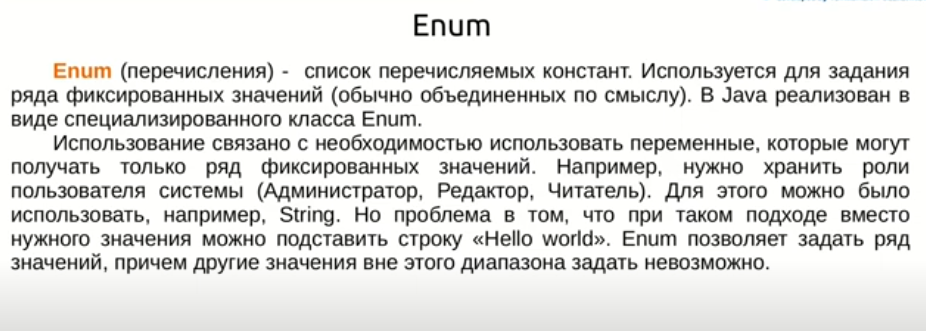 Enum
Enum (перечисления) - список перечисляемых констант. Используется для задания
ряда фиксированных значений (обычно объединенных по смыслу). В Java реализован в
виде специализированного класса Enum.
Использование связано с необходимостью использовать переменные, которые могут
получать только ряд фиксированных значений. Например, нужно хранить роли
пользователя системы (Администратор, Редактор, Читатель). Для этого можно было
использовать, например, String. Но проблема в том, что при таком подходе вместо
нужного значения можно подставить строку «Hello world». Enum позволяет задать ряд
значений, причем другие значения вне этого диапазона задать невозможно.